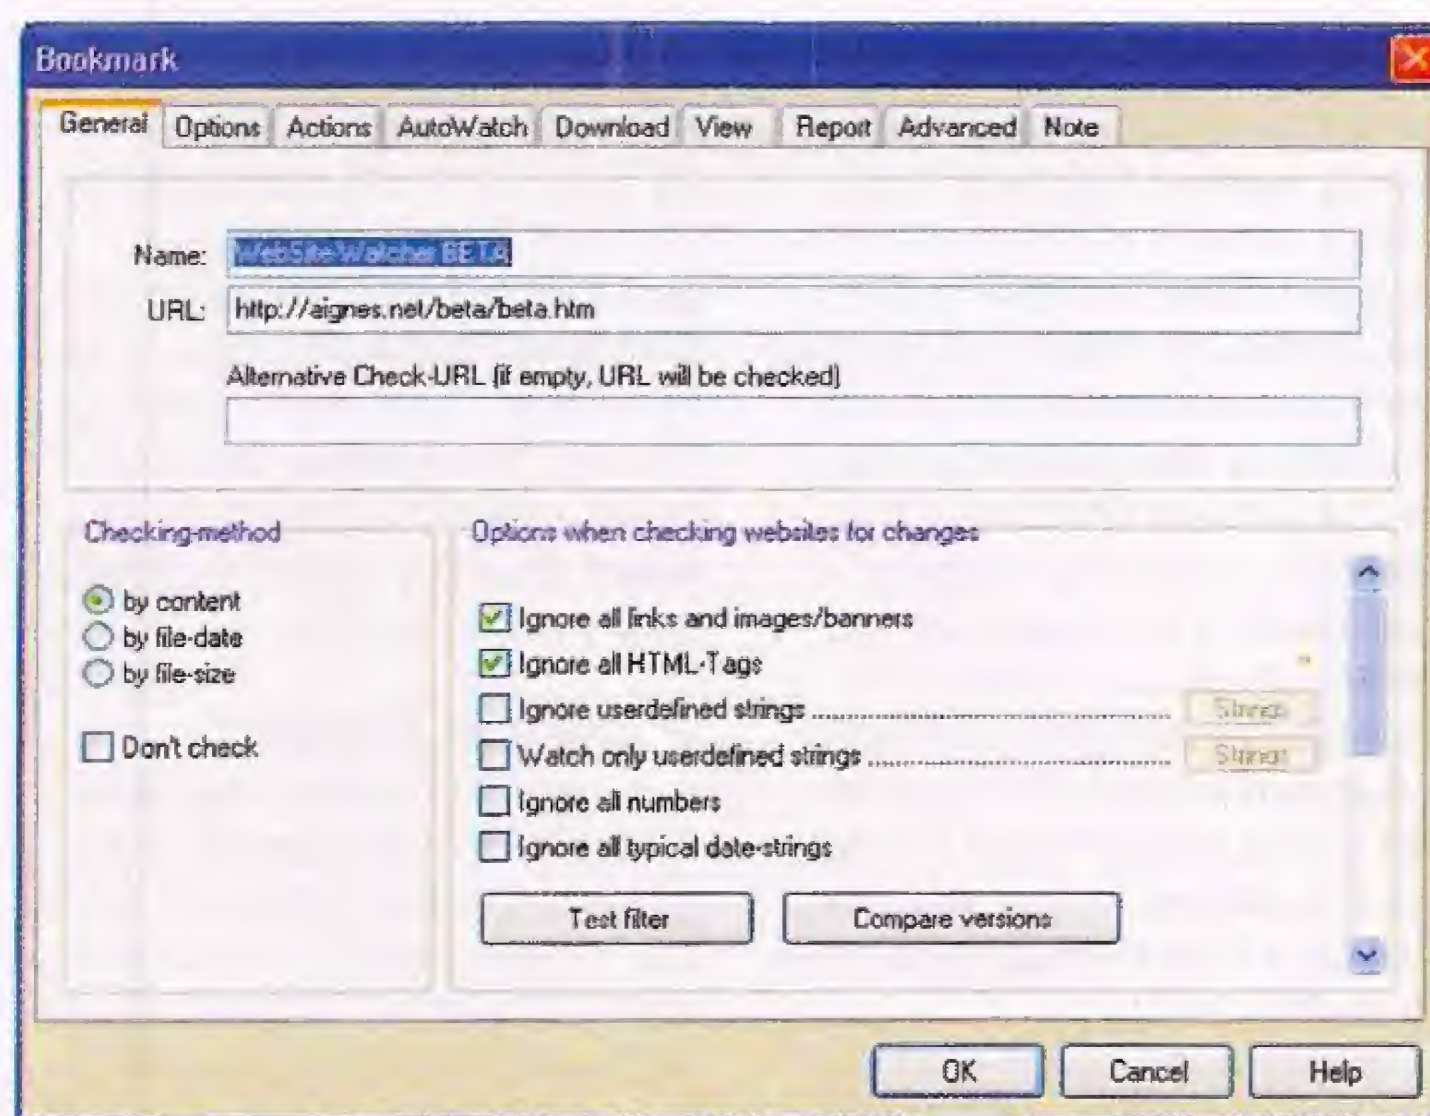 Bookmark
General Options Actions AutoWatch Download View Report Advanced Note
Name: WebSite-Watcher BETA
URL: http://aignes.net/beta/beta.htm
Alternative Check-URL (if empty, URL will be checked)
Checking-method
Options when checking websites for changes
by content
by file-date
by file-size
Don't check
Ignore all links and images/banners
Ignore all HTML-Tags
Ignore userdefined strings ........ Strings
Watch only userdefined strings ........ Strings
Ignore all numbers
Ignore all typical date-strings
Test filter Compare versions
OK Cancel Help